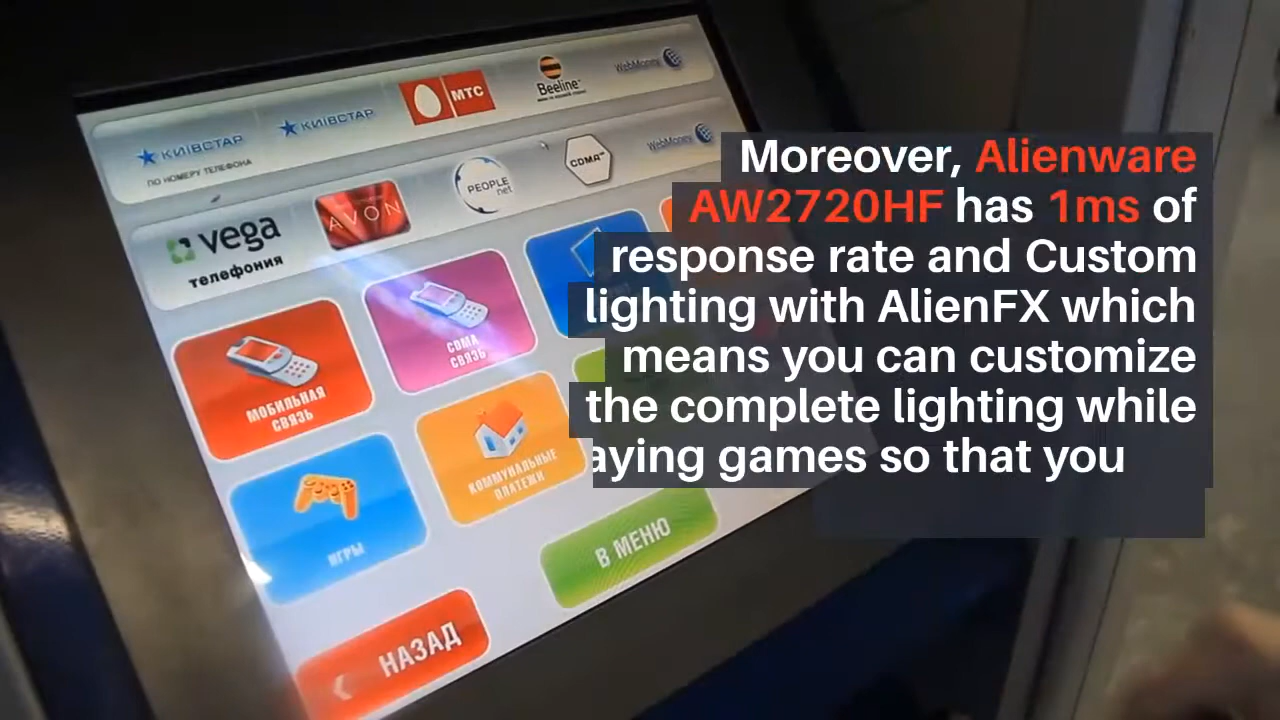 КИЇВСТАР
ПО НОМЕРУ ТЕЛЕФОНА
КИЇВСТАР
МТС
Beeline
WebMoney
vega
телефония
AVON
PEOPLE
net
CDMA
WebMoney
МОБИЛЬНАЯ
СВЯЗЬ
CDMA
СВЯЗЬ
ИГРЫ
КОММУНАЛЬНЫЕ
ПЛАТЕЖИ
В МЕНЮ
НАЗАД
Moreover, Alienware
AW2720HF has 1ms of
response rate and Custom
lighting with AlienFX which
means you can customize
the complete lighting while
aying games so that you